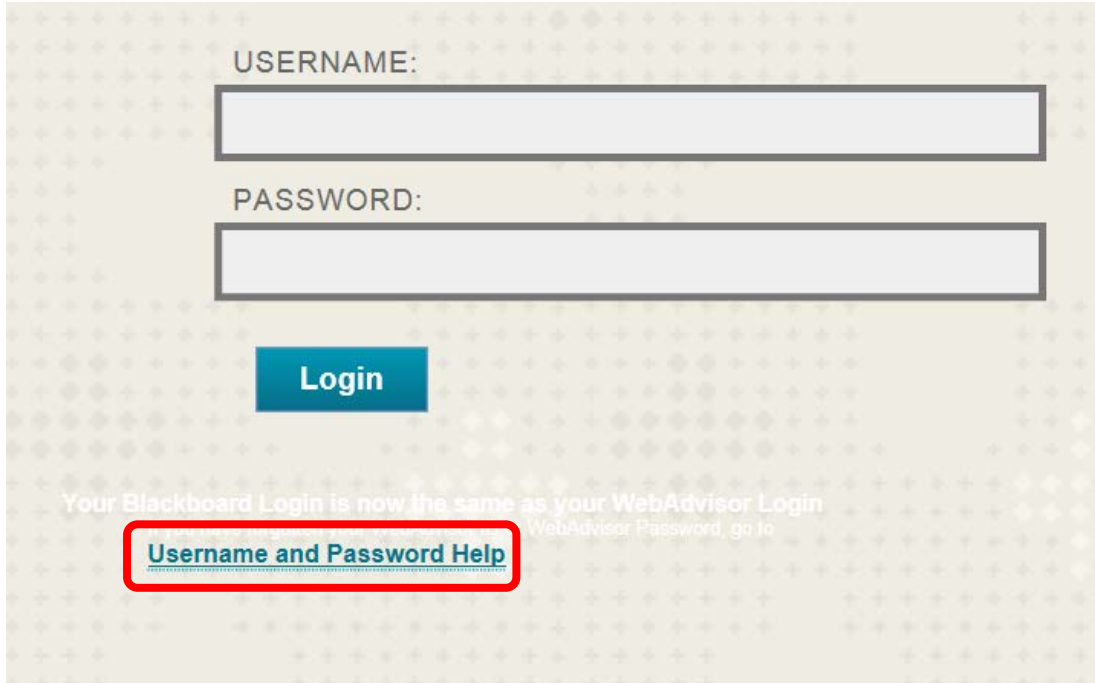 USERNAME:
PASSWORD:
Login
Your Blackboard Login is now the same as your WebAdvisor Login
WebAdvisor Password, go to
Username and Password Help